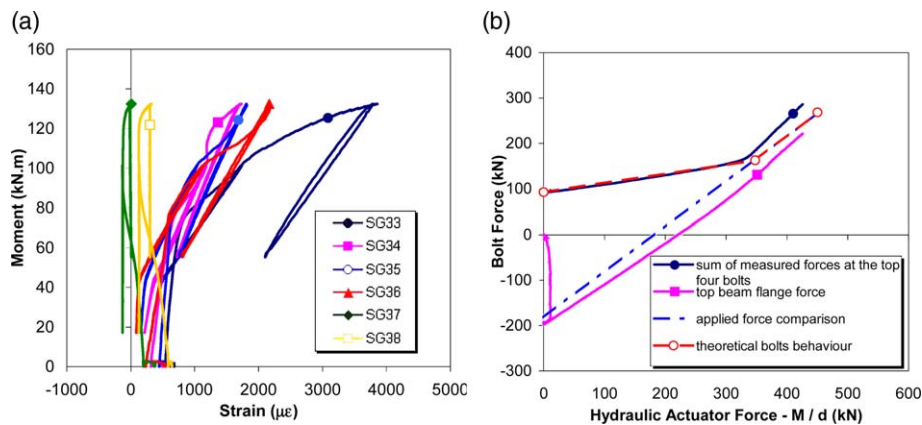 (a)
160
140
120
100
80
60
40
20
0
Moment (kN.m)
-1000 0 1000 2000 3000 4000 5000
Strain (με)
SG33
SG34
SG35
SG36
SG37
SG38
(b)
400
300
200
100
0
-100
-200
-300
Bolt Force (kN)
0 100 200 300 400 500 600
Hydraulic Actuator Force - M / d (kN)
sum of measured forces at the top
four bolts
top beam flange force
applied force comparison
theoretical bolts behaviour